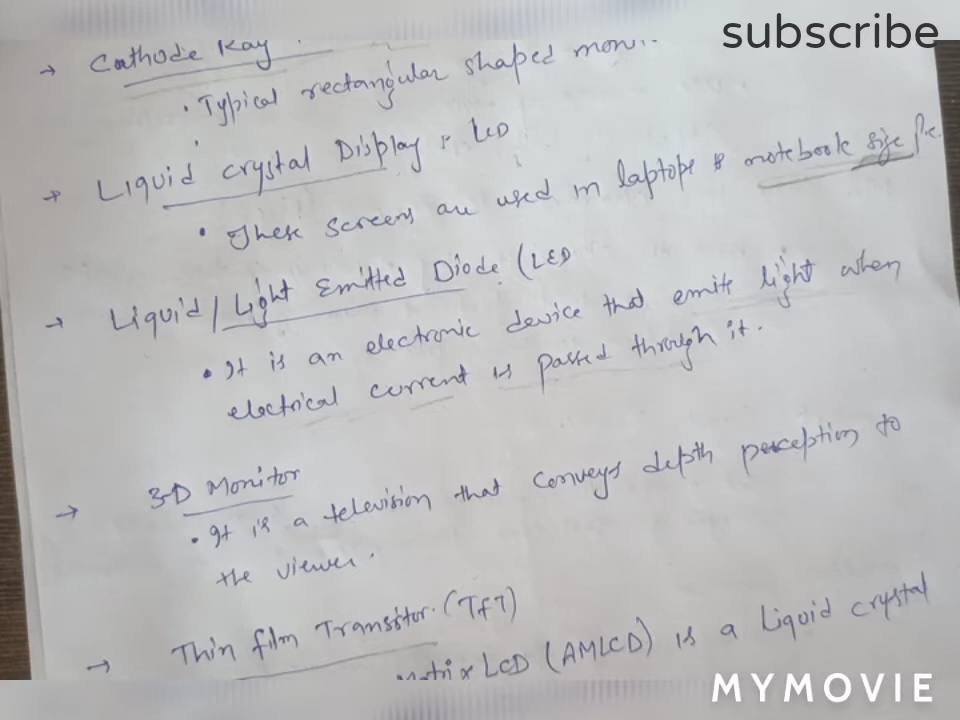 subscribe
→ Cathode Ray
• Typical rectangular shaped
→ Liquid crystal Display : LCD
• These screens are used in laptops & notebook size Pc.
→ Liquid/Light Emitted Diode (LED
• It is an electronic device that emits light when
electrical current is passed through it.
→ 3-D Monitor
• It is a television that conveys depth perception to
the viewer.
→ Thin film Transistor. (TFT)
matrix LCD (AMLCD) is a Liquid crystal
MYMOVIE